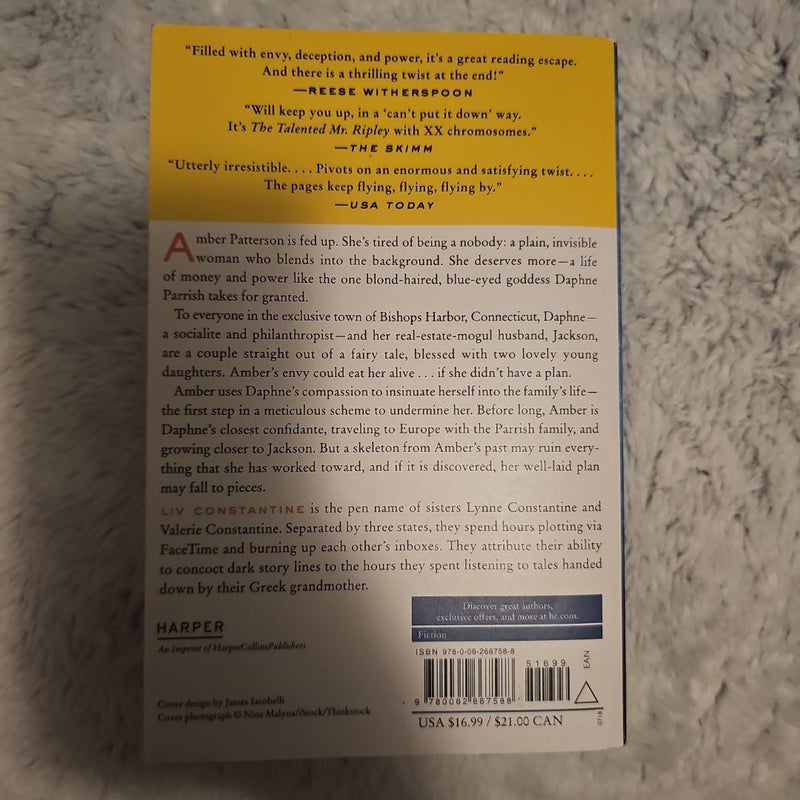 “Filled with envy, deception, and power, it’s a great reading escape.
And there is a thrilling twist at the end!”
—REESE WITHERSPOON
“Will keep you up, in a ‘can’t put it down’ way.
It’s The Talented Mr. Ripley with XX chromosomes.”
—THE SKIMM
“Utterly irresistible. . . . Pivots on an enormous and satisfying twist. . . .
The pages keep flying, flying, flying by.”
—USA TODAY
Amber Patterson is fed up. She’s tired of being a nobody: a plain, invisible
woman who blends into the background. She deserves more—a life
of money and power like the one blond-haired, blue-eyed goddess Daphne
Parrish takes for granted.
To everyone in the exclusive town of Bishops Harbor, Connecticut, Daphne—
a socialite and philanthropist—and her real-estate-mogul husband, Jackson,
are a couple straight out of a fairy tale, blessed with two lovely young
daughters. Amber’s envy could eat her alive . . . if she didn’t have a plan.
Amber uses Daphne’s compassion to insinuate herself into the family’s life—
the first step in a meticulous scheme to undermine her. Before long, Amber is
Daphne’s closest confidante, traveling to Europe with the Parrish family, and
growing closer to Jackson. But a skeleton from Amber’s past may ruin every-
thing that she has worked toward, and if it is discovered, her well-laid plan
may fall to pieces.
LIV CONSTANTINE is the pen name of sisters Lynne Constantine and
Valerie Constantine. Separated by three states, they spend hours plotting via
FaceTime and burning up each other’s inboxes. They attribute their ability
to concoct dark story lines to the hours they spent listening to tales handed
down by their Greek grandmother.
HARPER
An Imprint of HarperCollinsPublishers
Cover design by James Iacobelli
Cover photograph © Nina Malyna/iStock/Thinkstock
Discover great authors,
exclusive offers, and more at hc.com.
Fiction
ISBN 978-0-06-266758-8
51699
EAN
9 780062 667588
USA $16.99 / $21.00 CAN
0718